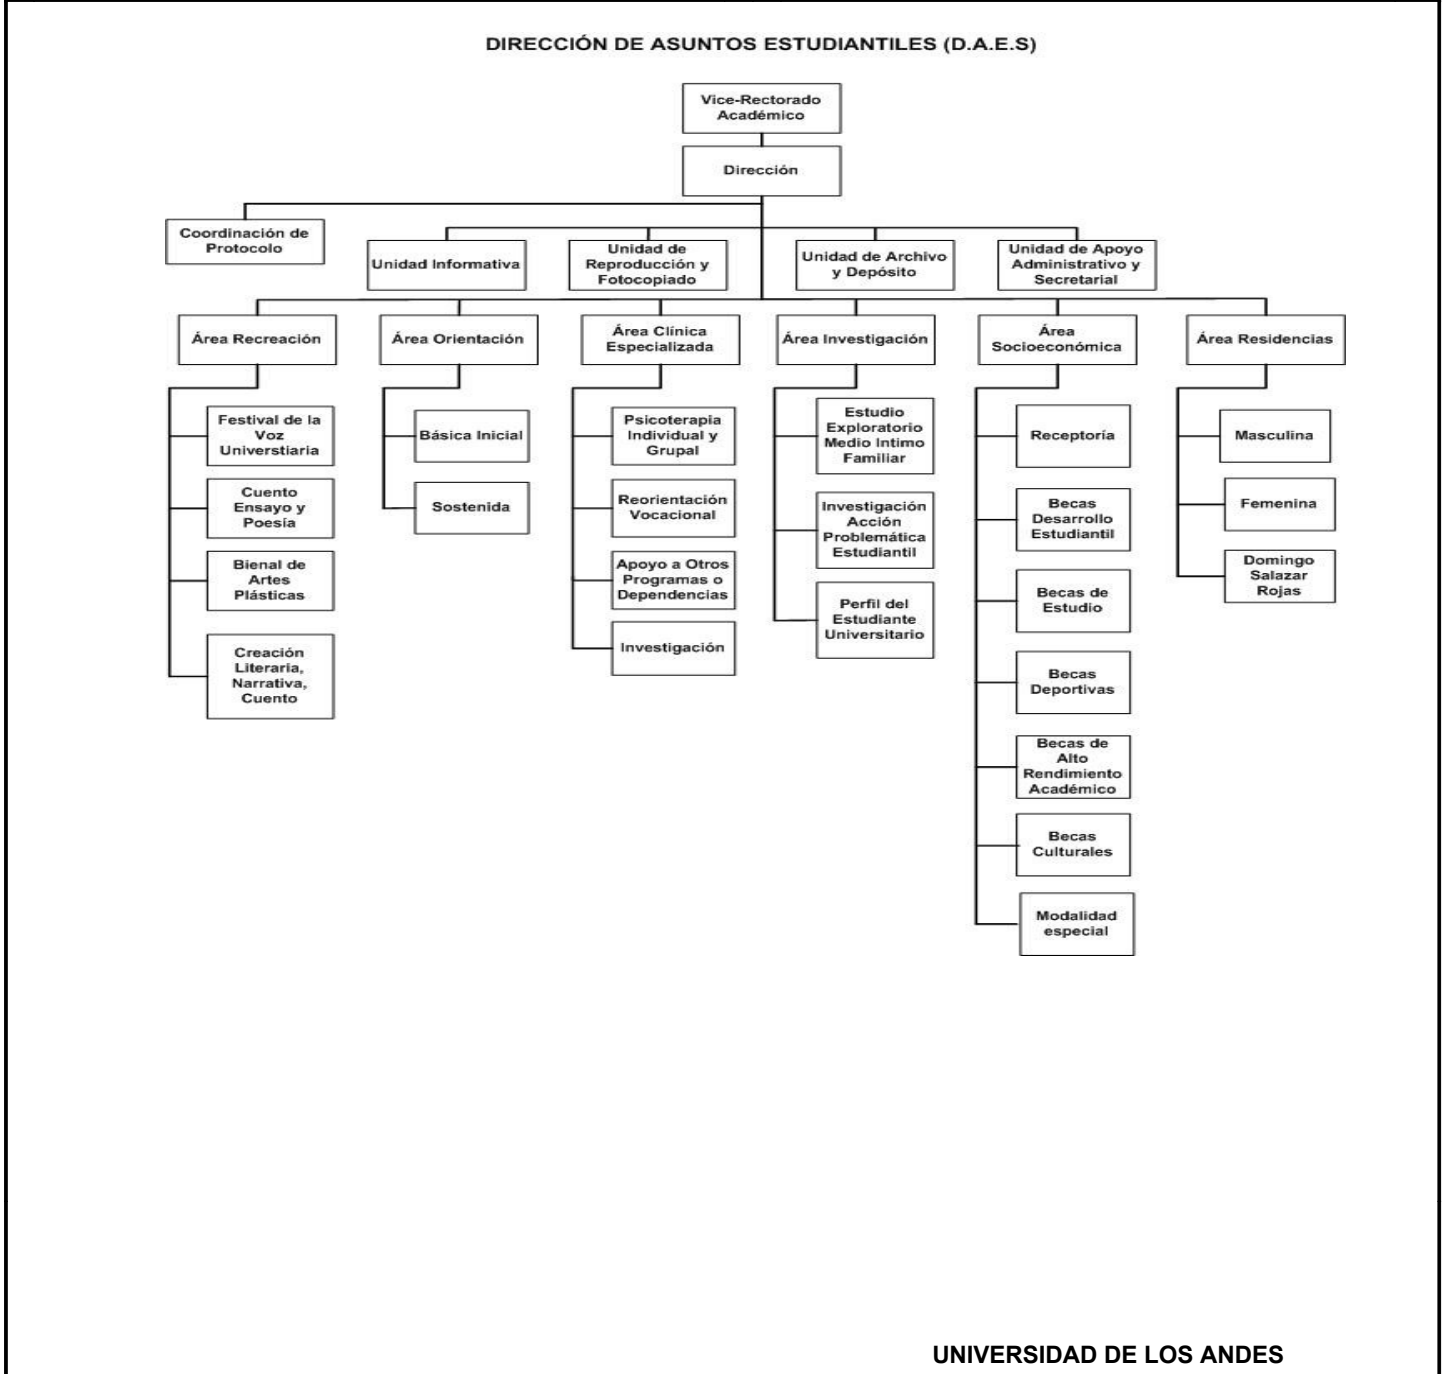 DIRECCIÓN DE ASUNTOS ESTUDIANTILES (D.A.E.S)
Vice-Rectorado
Académico
Dirección
Coordinación de
Protocolo
Unidad Informativa
Unidad de
Reproducción y
Fotocopiado
Unidad de Archivo
y Depósito
Unidad de Apoyo
Administrativo y
Secretarial
Área Recreación
Área Orientación
Área Clínica
Especializada
Área Investigación
Área
Socioeconómica
Área Residencias
Festival de la
Voz
Universtiaria
Cuento
Ensayo y
Poesía
Bienal de
Artes
Plásticas
Creación
Literaria,
Narrativa,
Cuento
Básica Inicial
Sostenida
Psicoterapia
Individual y
Grupal
Reorientación
Vocacional
Apoyo a Otros
Programas o
Dependencias
Investigación
Estudio
Exploratorio
Medio Intimo
Familiar
Investigación
Acción
Problemática
Estudiantil
Perfil del
Estudiante
Universitario
Receptoría
Becas
Desarrollo
Estudiantil
Becas de
Estudio
Becas
Deportivas
Becas de
Alto
Rendimiento
Académico
Becas
Culturales
Modalidad
especial
Masculina
Femenina
Domingo
Salazar
Rojas
UNIVERSIDAD DE LOS ANDES